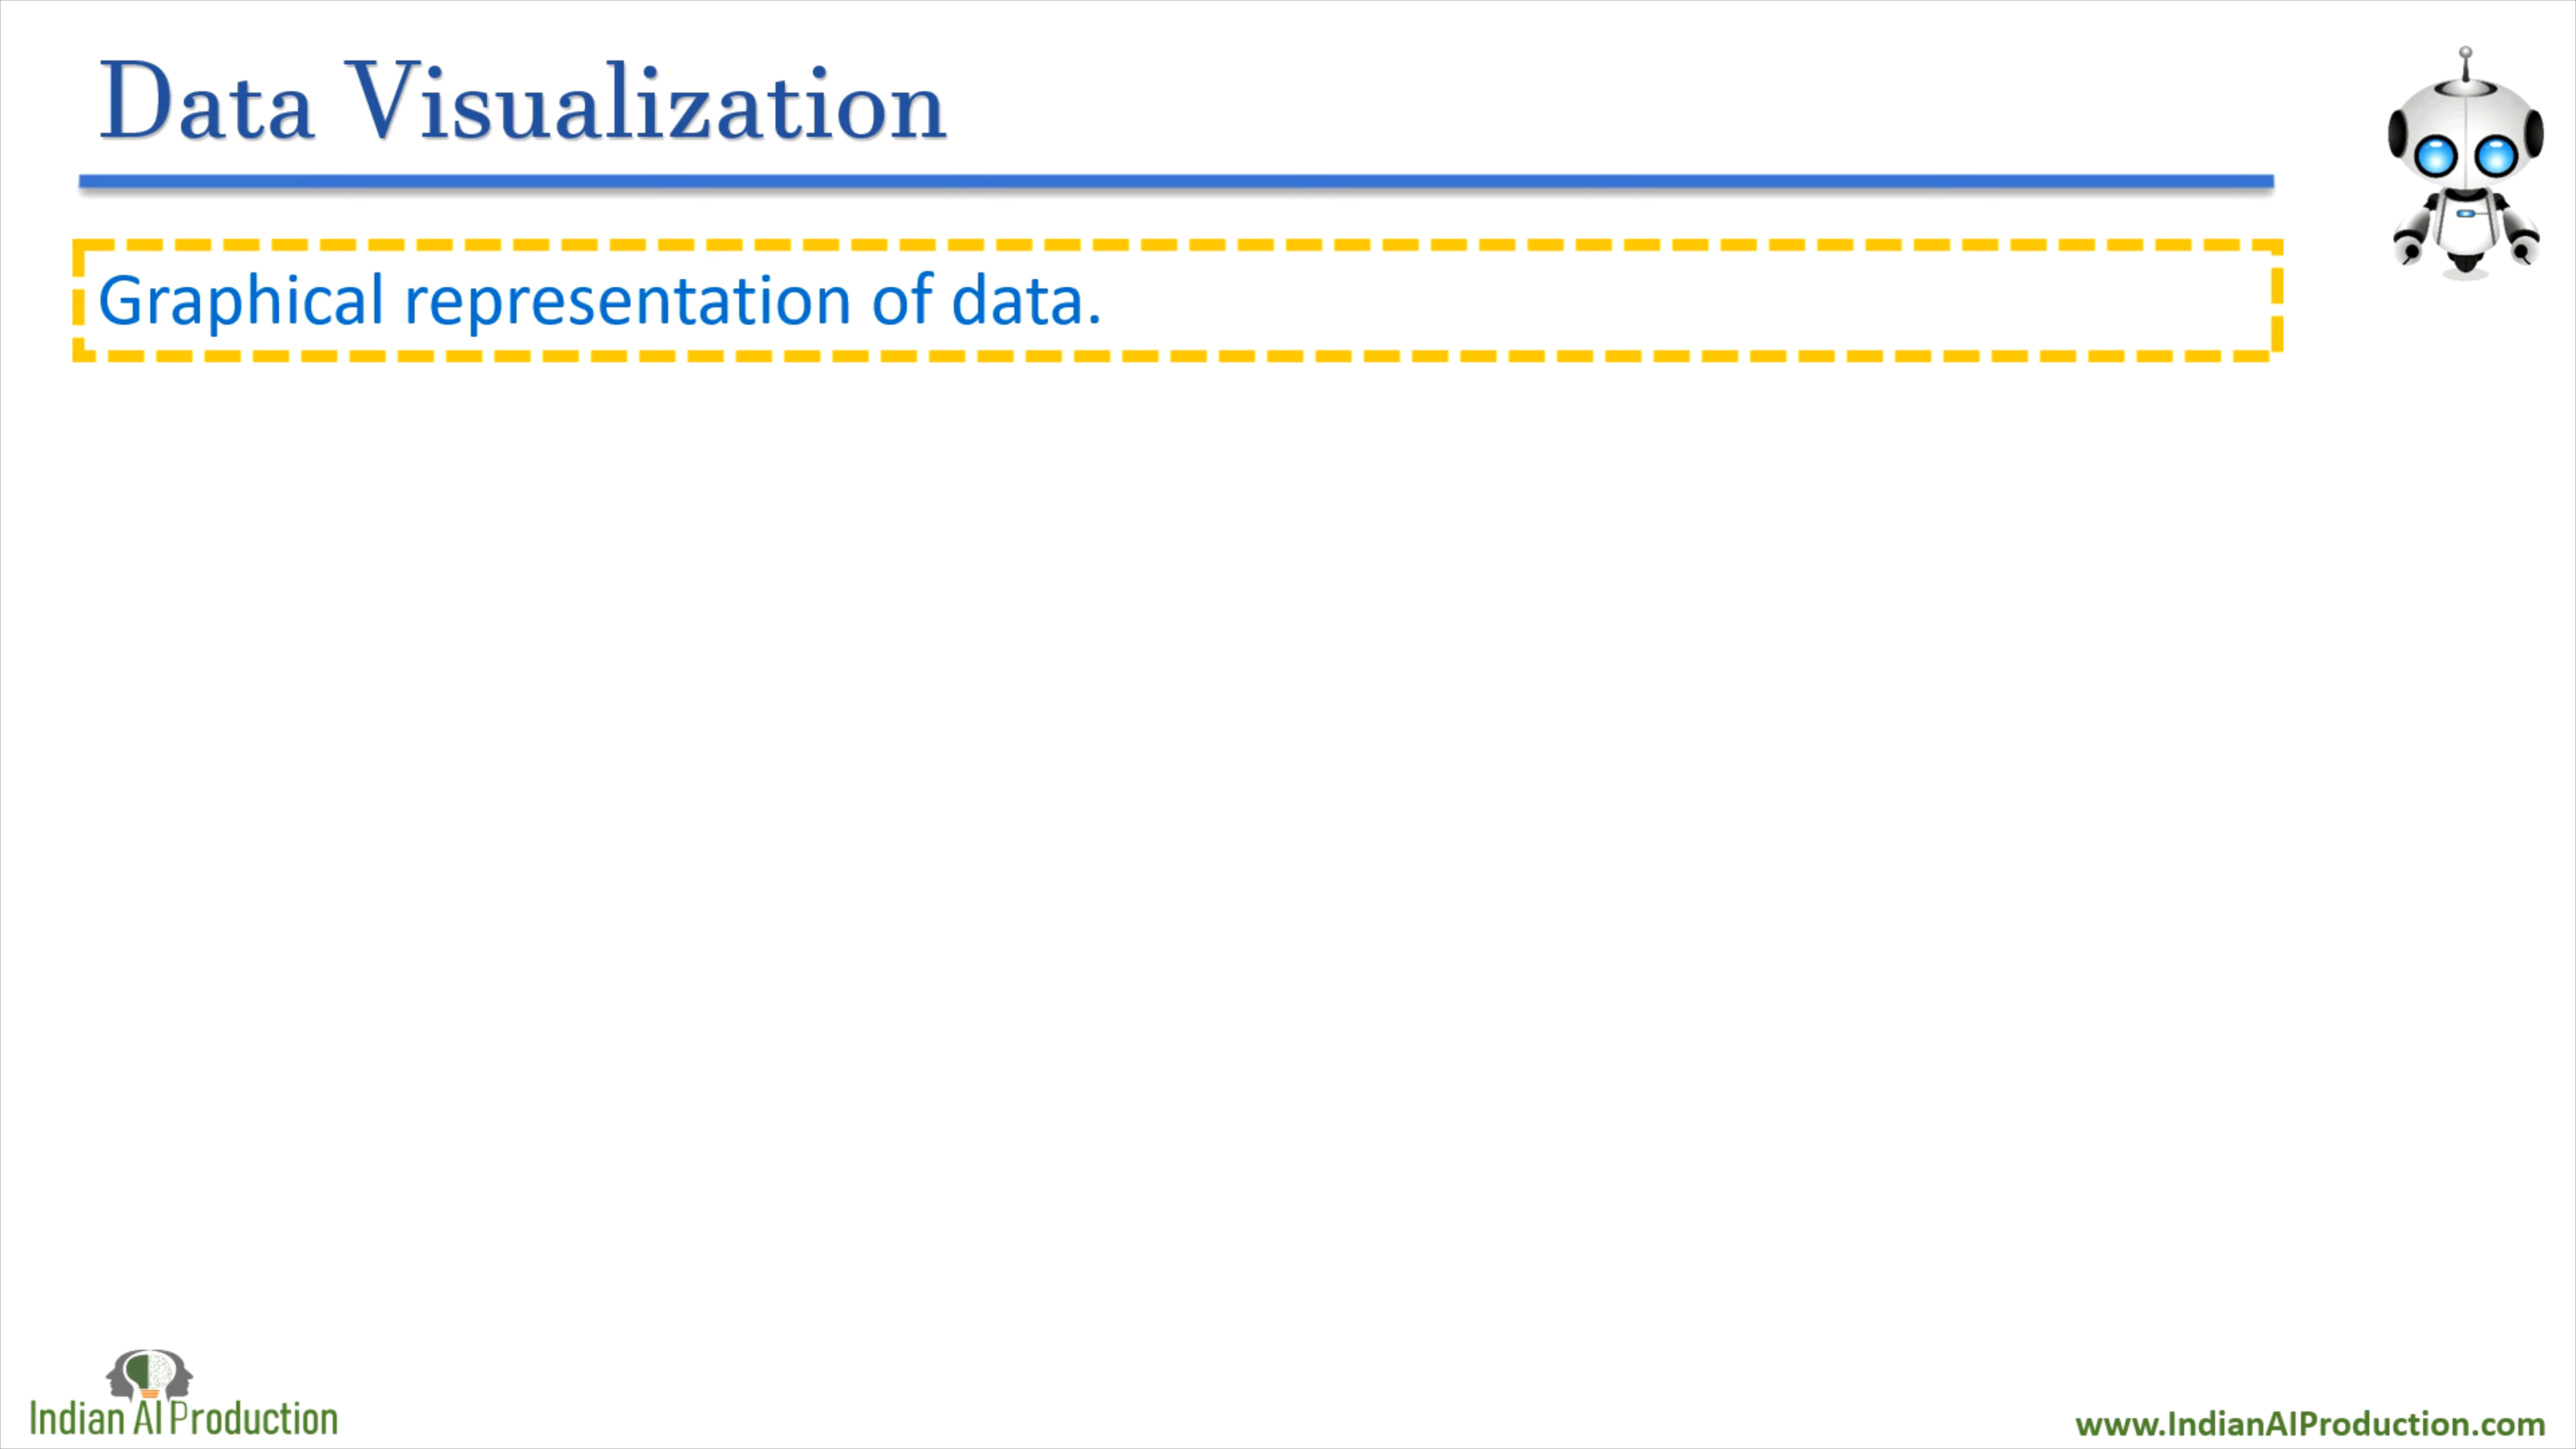 Data Visualization
Graphical representation of data.
Indian AI Production
www.IndianAIProduction.com